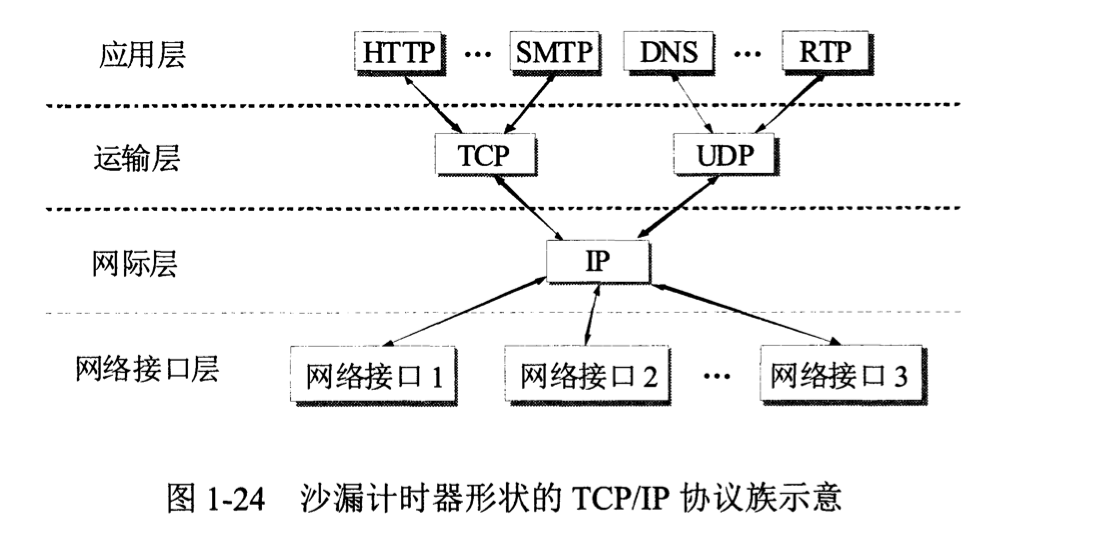 应用层 HTTP … SMTP DNS … RTP
运输层 TCP UDP
网际层 IP
网络接口层 网络接口 1 网络接口 2 … 网络接口 3
图 1-24 沙漏计时器形状的 TCP/IP 协议族示意